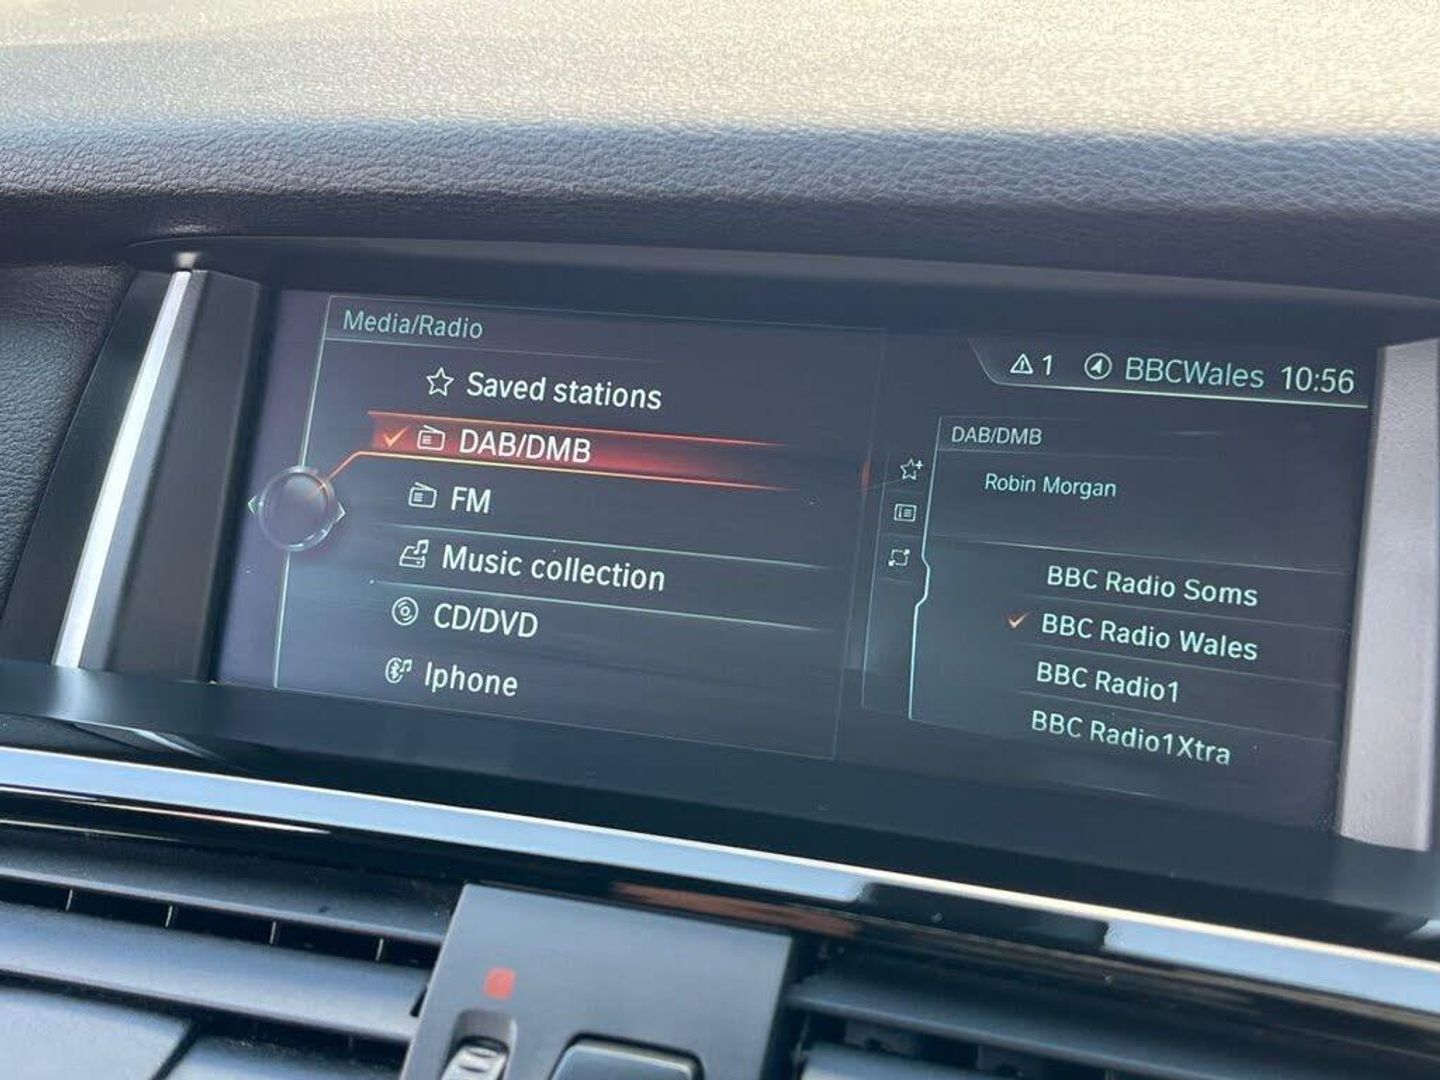 Media/Radio
Saved stations
DAB/DMB
FM
Music collection
CD/DVD
Iphone
1 BBCWales 10:56
DAB/DMB
Robin Morgan
BBC Radio Soms
BBC Radio Wales
BBC Radio1
BBC Radio1Xtra